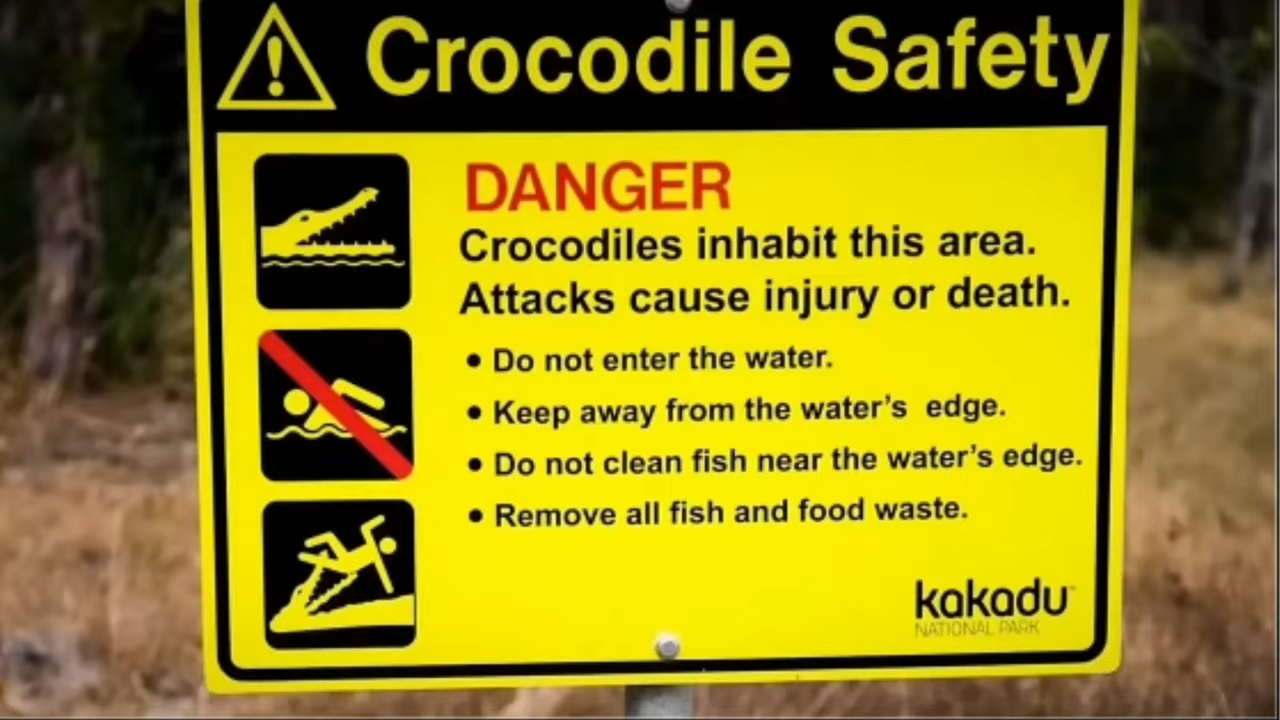 Crocodile Safety
DANGER
Crocodiles inhabit this area.
Attacks cause injury or death.
• Do not enter the water.
• Keep away from the water's edge.
• Do not clean fish near the water's edge.
• Remove all fish and food waste.
kakadu™
NATIONAL PARK